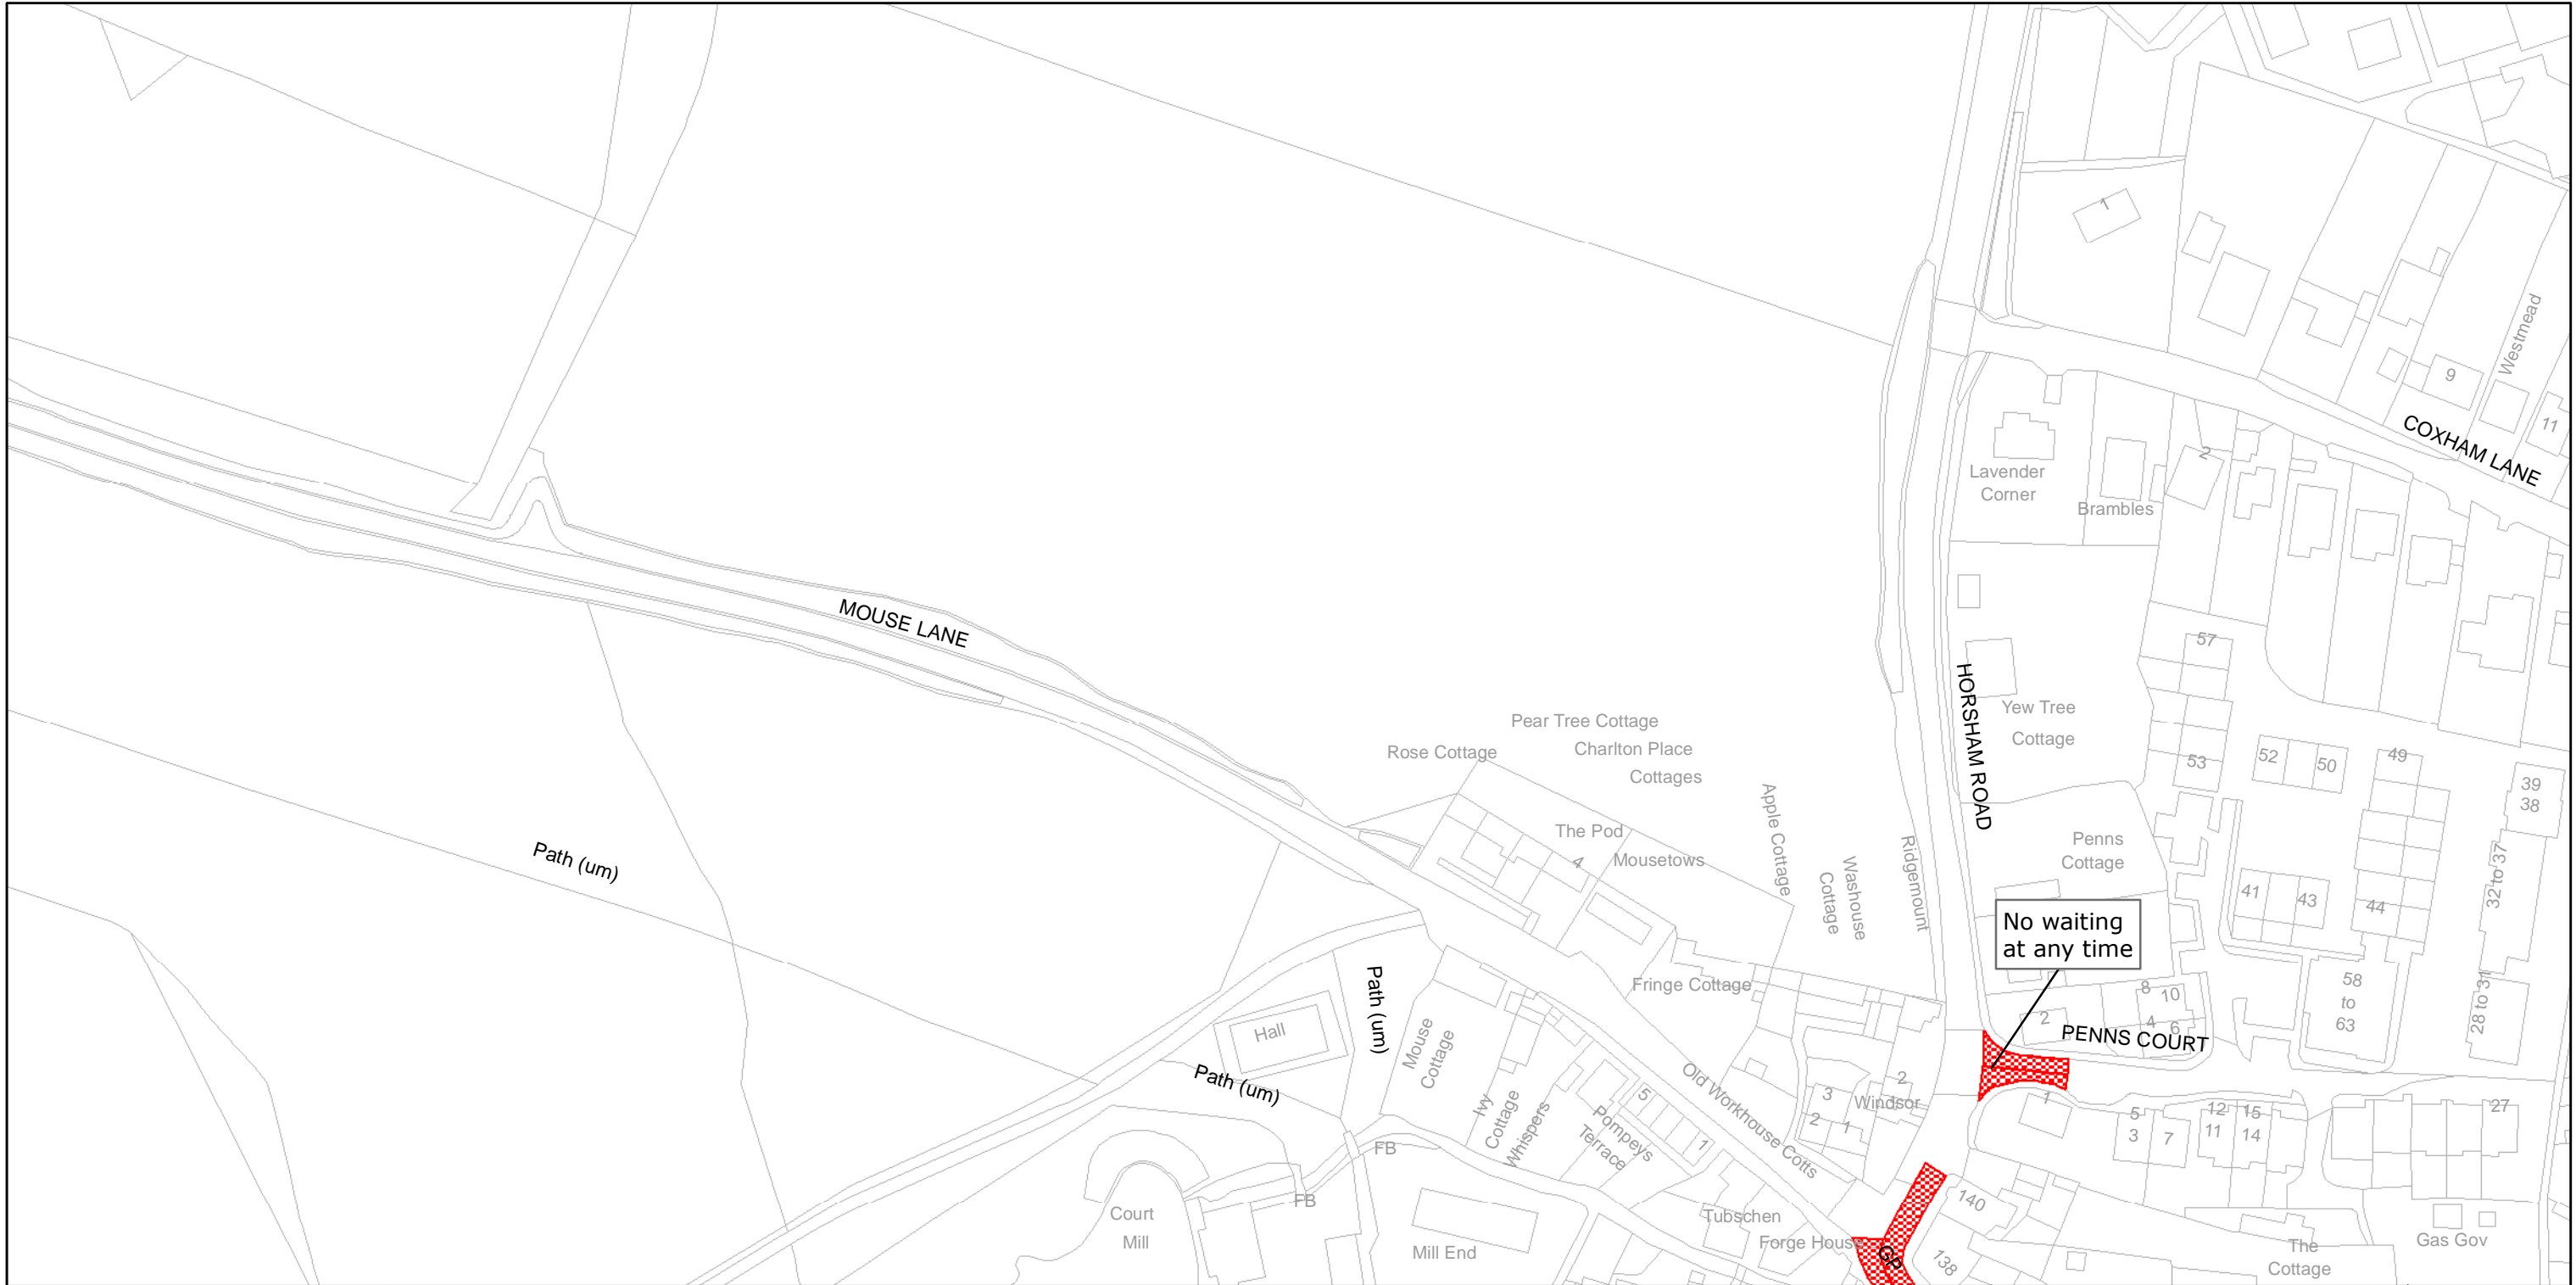 1
Westmead
9
11
COXHAM LANE
2
Lavender
Corner
Brambles
MOUSE LANE
57
HORSHAM ROAD
Yew Tree
Cottage
Pear Tree Cottage
Rose Cottage
Charlton Place
Cottages
53
52
50
49
39
38
Apple Cottage
The Pod
4
Mousetows
Washouse
Cottage
Ridgemount
Penns
Cottage
32 to 37
Path (um)
41
43
44
No waiting
at any time
Fringe Cottage
Path (um)
58
to
63
28 to 31
8
10
2
4
6
PENNS COURT
Hall
Mouse
Cottage
Path (um)
Old Workhouse Cotts
2
Windsor
3
2
1
1
5
Pompeys
Terrace
1
Ivy
Cottage
Whispers
5
3
7
12
11
15
14
27
FB
FB
Court
Mill
Mill End
Tubschen
Forge House
140
138
GP
The
Cottage
Gas Gov